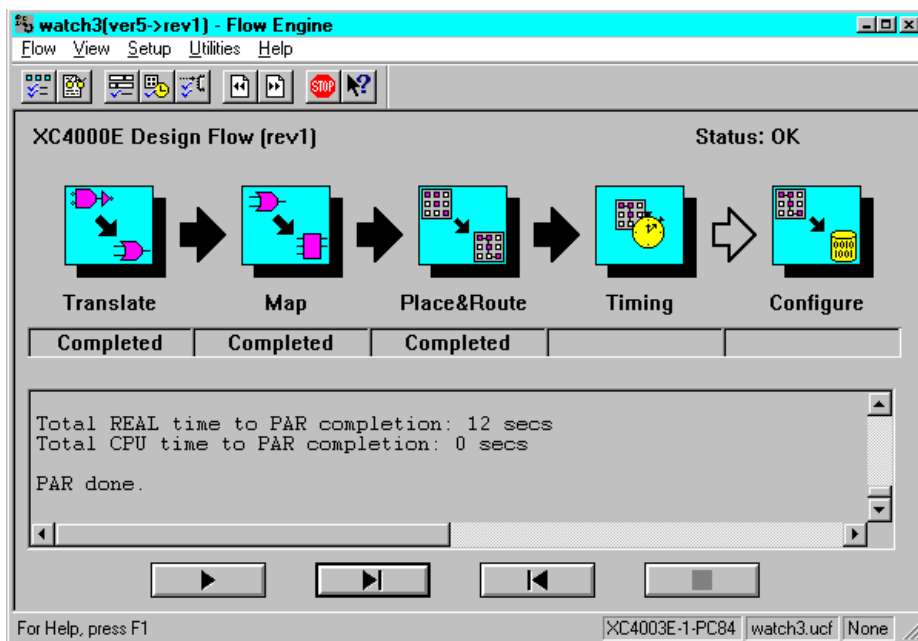 watch3(ver5->rev1) - Flow Engine
Flow View Setup Utilities Help
STOP
XC4000E Design Flow (rev1) Status: OK
0010
1001
Translate Map Place&Route Timing Configure
Completed Completed Completed
Total REAL time to PAR completion: 12 secs
Total CPU time to PAR completion: 0 secs
PAR done.
For Help, press F1 XC4003E-1-PC84 watch3.ucf None